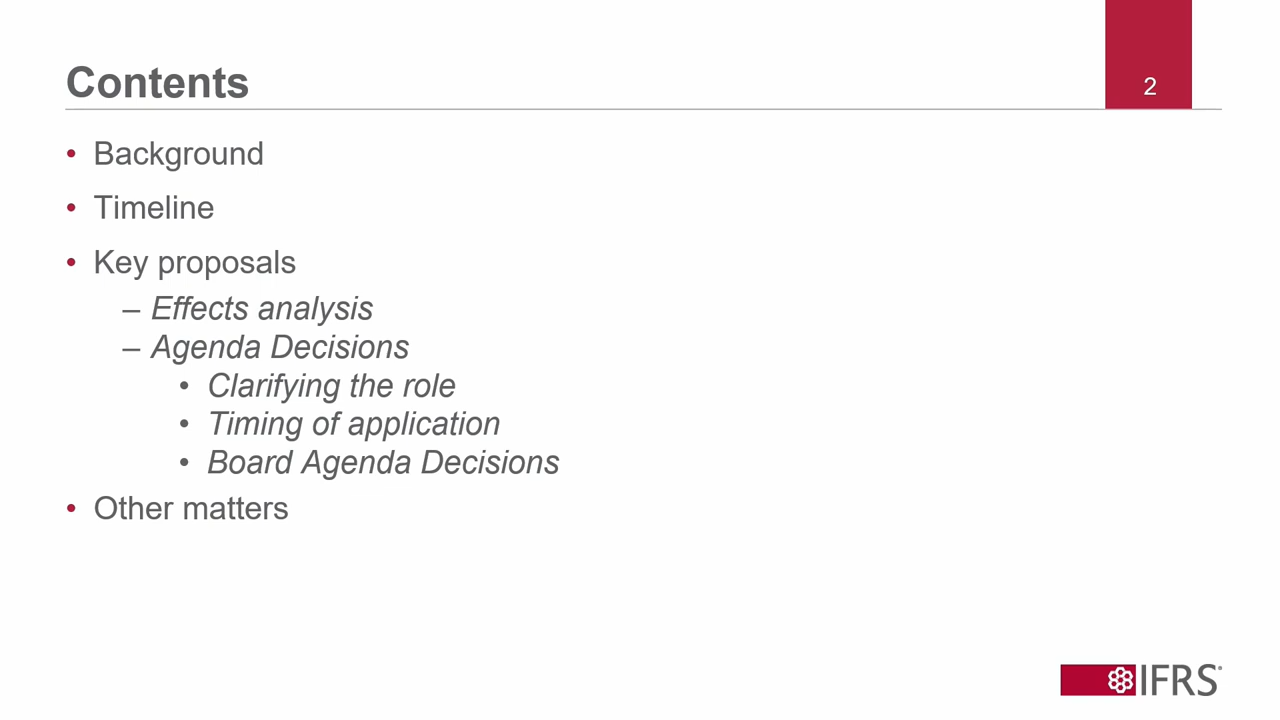 Contents
2
• Background
• Timeline
• Key proposals
– Effects analysis
– Agenda Decisions
• Clarifying the role
• Timing of application
• Board Agenda Decisions
• Other matters
IFRS